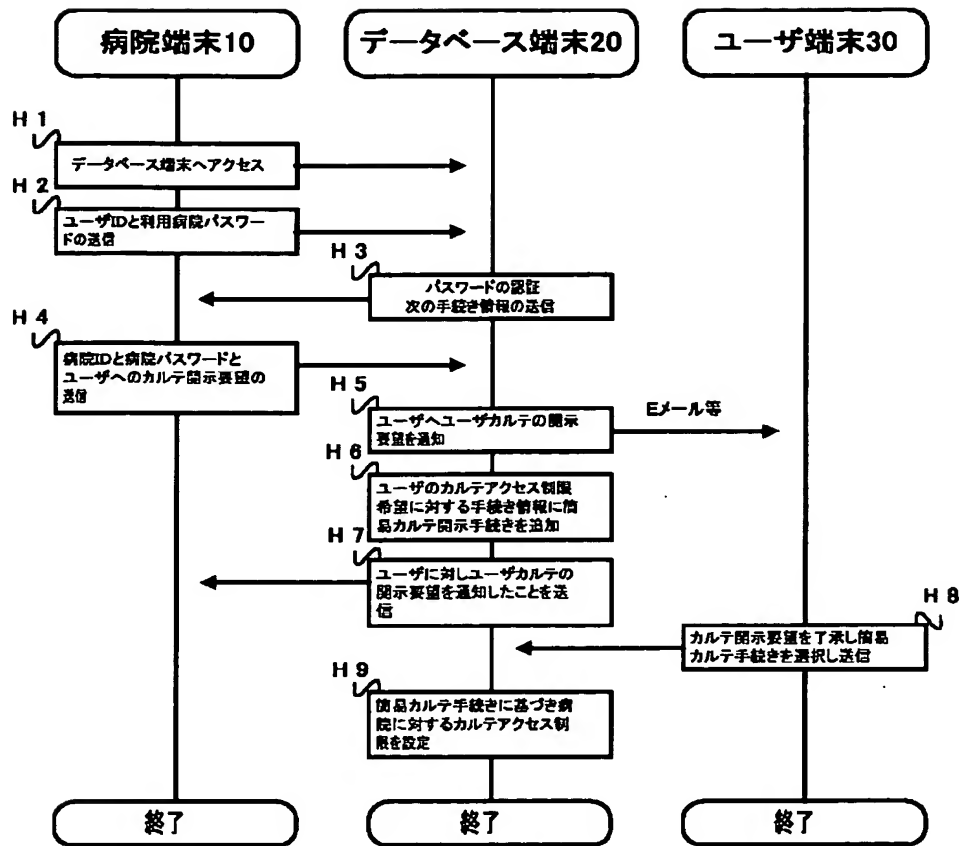 病院端末10
データベース端末20
ユーザ端末30
H 1
データベース端末へアクセス
H 2
ユーザIDと利用病院パスワー
ドの送信
H 3
パスワードの認証
次の手続き情報の送信
H 4
病院IDと病院パスワードと
ユーザへのカルテ開示要望の
送信
H 5
ユーザへユーザカルテの開示
要望を通知
Eメール等
H 6
ユーザのカルテアクセス制限
希望に対する手続き情報に簡
易カルテ開示手続きを追加
H 7
ユーザに対しユーザカルテの
開示要望を通知したことを送
信
H 8
カルテ開示要望を了承し簡易
カルテ手続きを選択し送信
H 9
簡易カルテ手続きに基づき病
院に対するカルテアクセス制
限を設定
終了
終了
終了